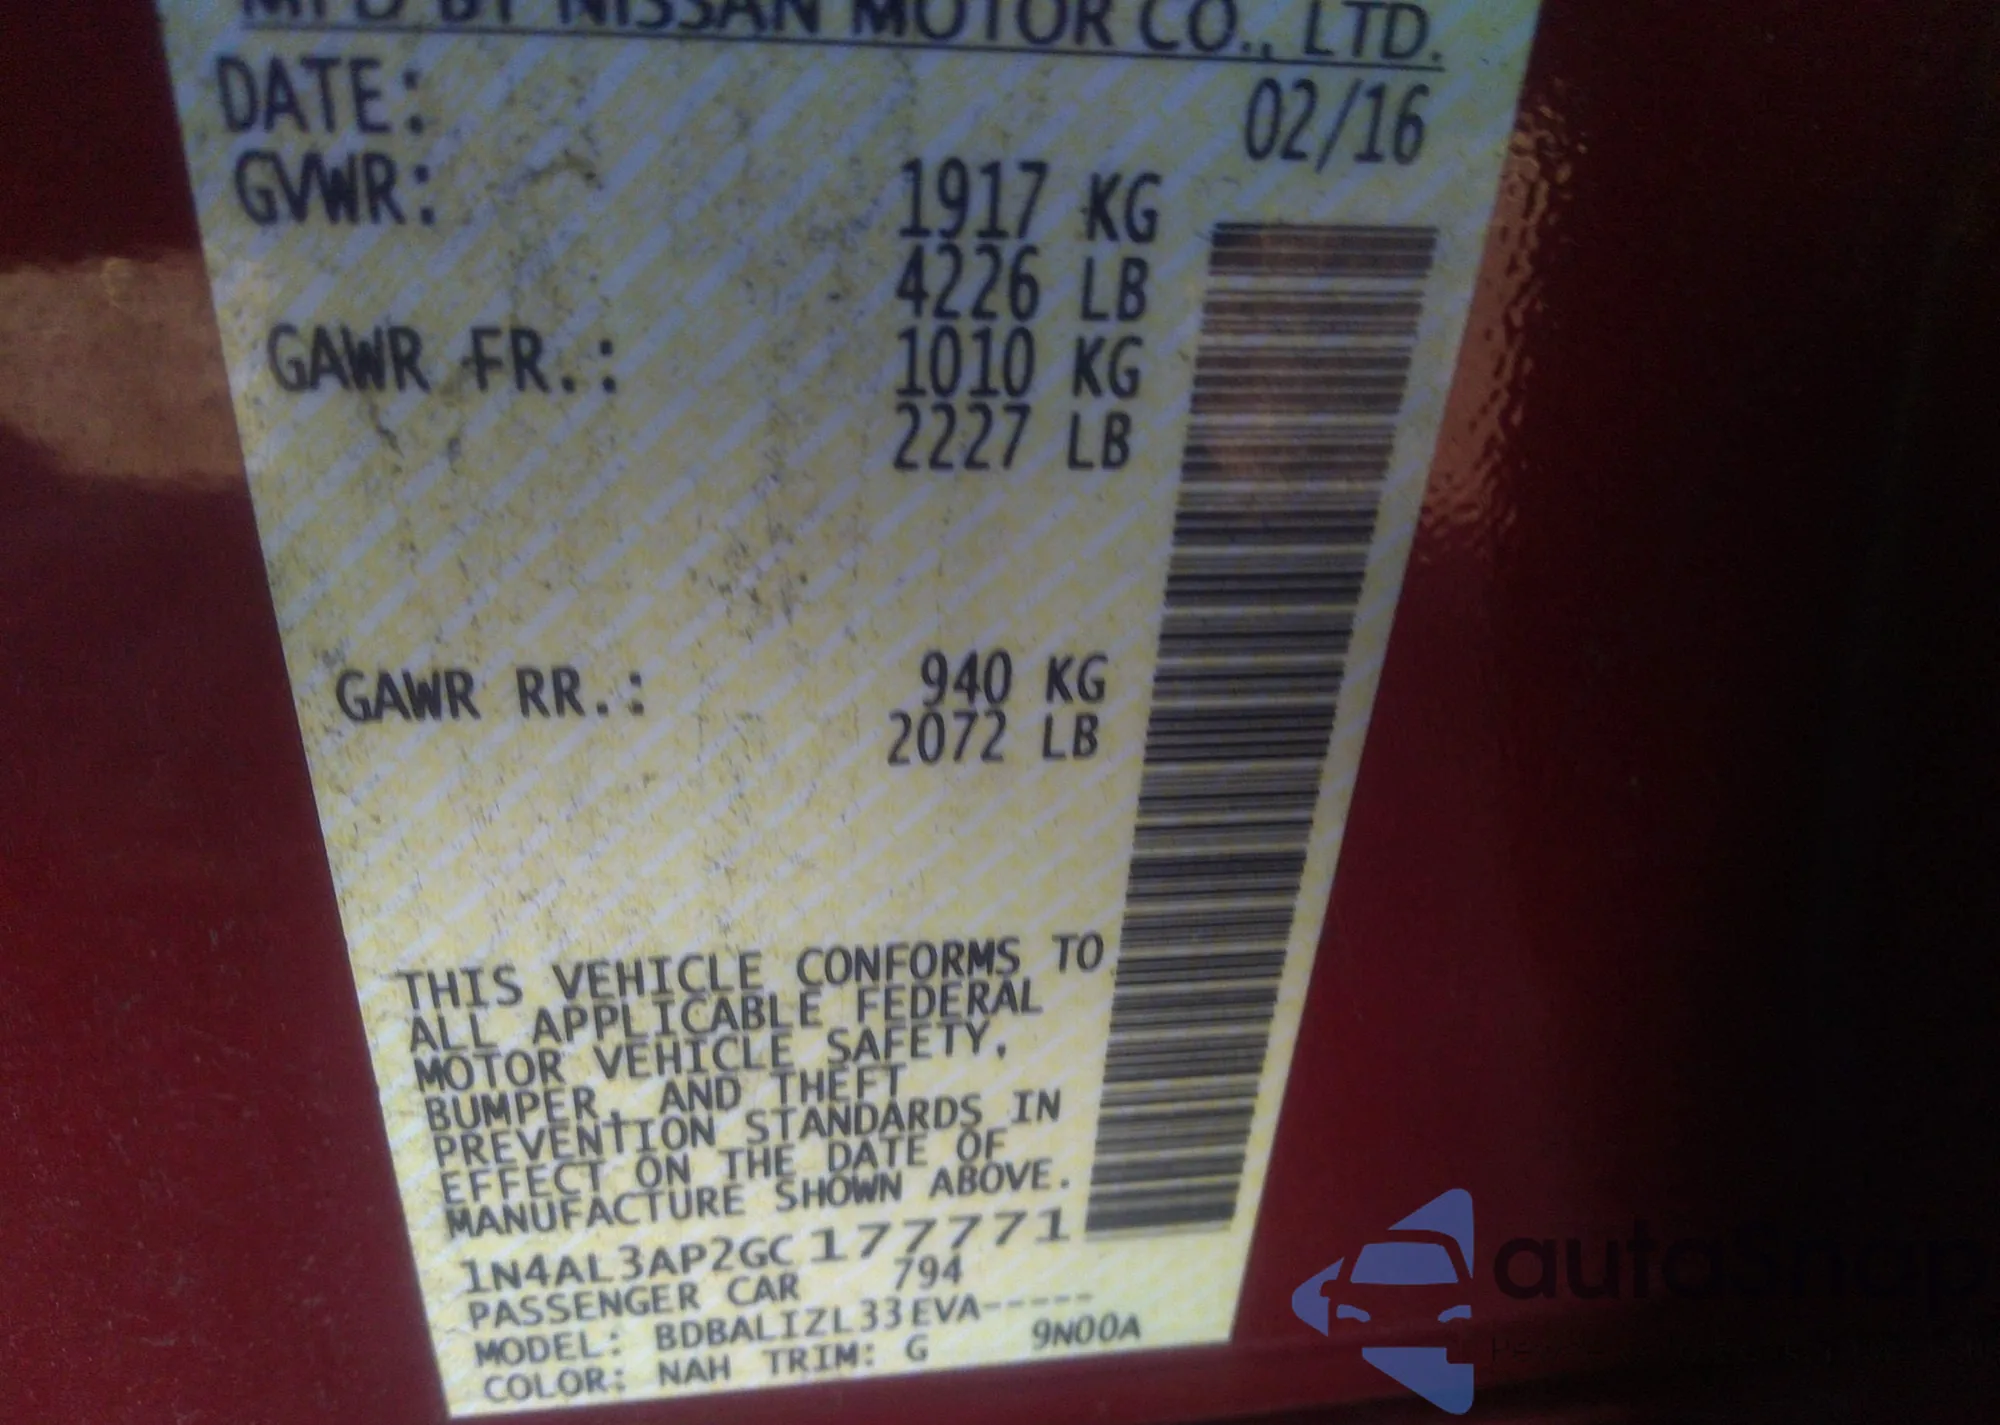 MFD BY NISSAN MOTOR CO., LTD.
DATE: 02/16
GVWR: 1917 KG
4226 LB
GAWR FR.: 1010 KG
2227 LB
GAWR RR.: 940 KG
2072 LB
THIS VEHICLE CONFORMS TO
ALL APPLICABLE FEDERAL
MOTOR VEHICLE SAFETY,
BUMPER, AND THEFT
PREVENTION STANDARDS IN
EFFECT ON THE DATE OF
MANUFACTURE SHOWN ABOVE.
1N4AL3AP2GC177771
PASSENGER CAR 794
MODEL: BDBALIZL33EVA-----
COLOR: NAH TRIM: G 9N00A
autosnap